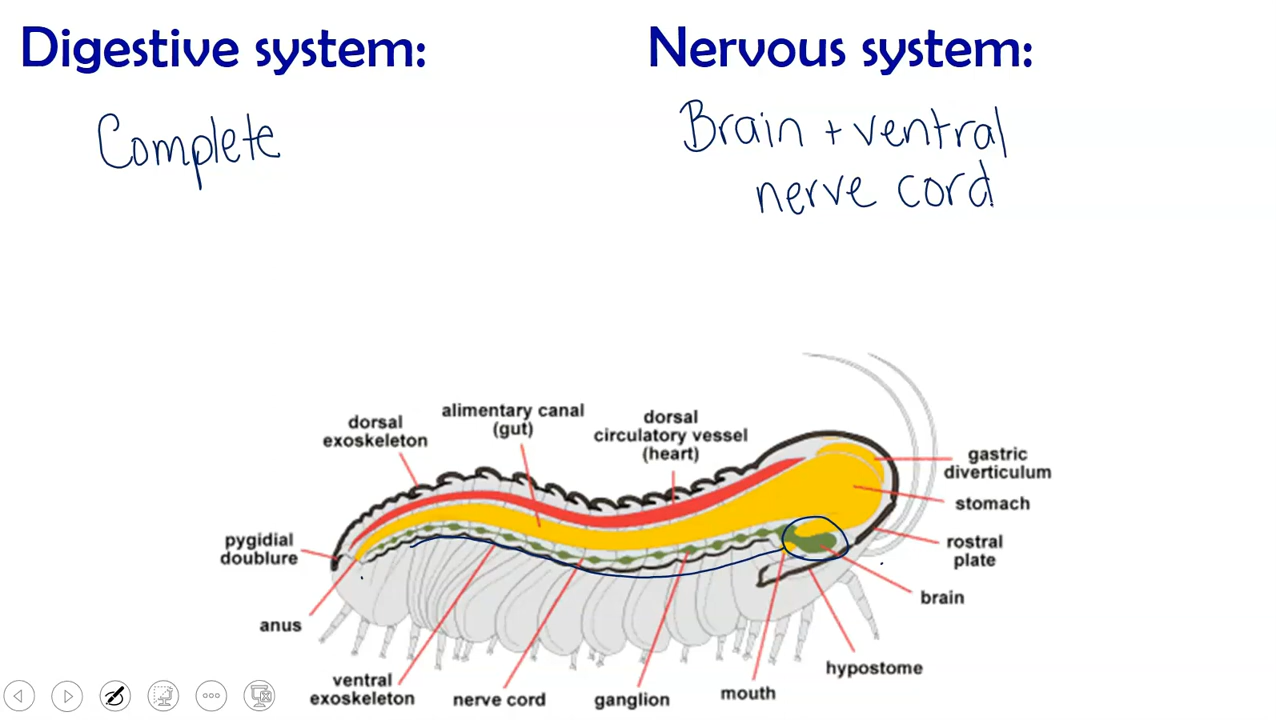 Digestive system:
Complete
Nervous system:
Brain + ventral
nerve cord
dorsal
exoskeleton
alimentary canal
(gut)
dorsal
circulatory vessel
(heart)
gastric
diverticulum
stomach
rostral
plate
brain
hypostome
mouth
ganglion
nerve cord
ventral
exoskeleton
anus
pygidial
doublure